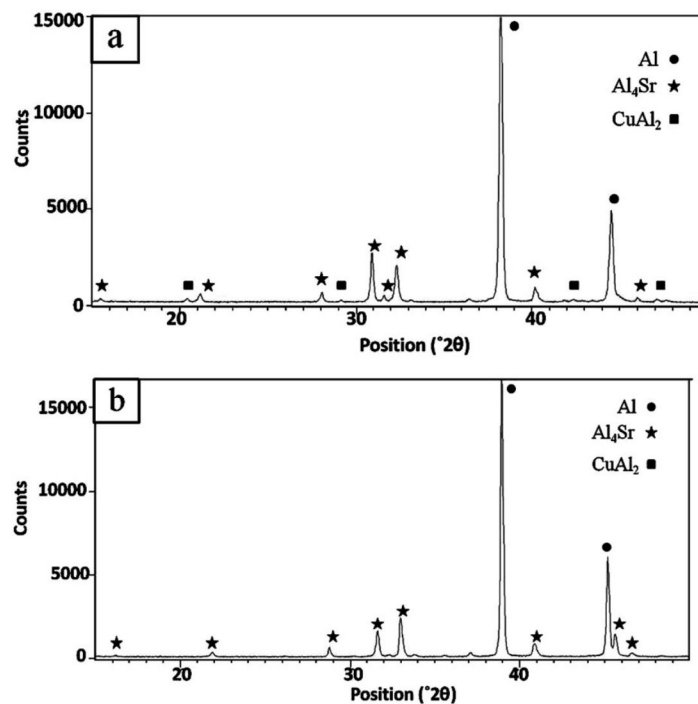 15000
a
Al ●
Al₄Sr ★
10000
CuAl₂ ■
Counts
5000
0
20
30
40
Position (˚2θ)
b
15000
Al ●
Al₄Sr ★
10000
CuAl₂ ■
Counts
5000
0
20
30
40
Position (˚2θ)